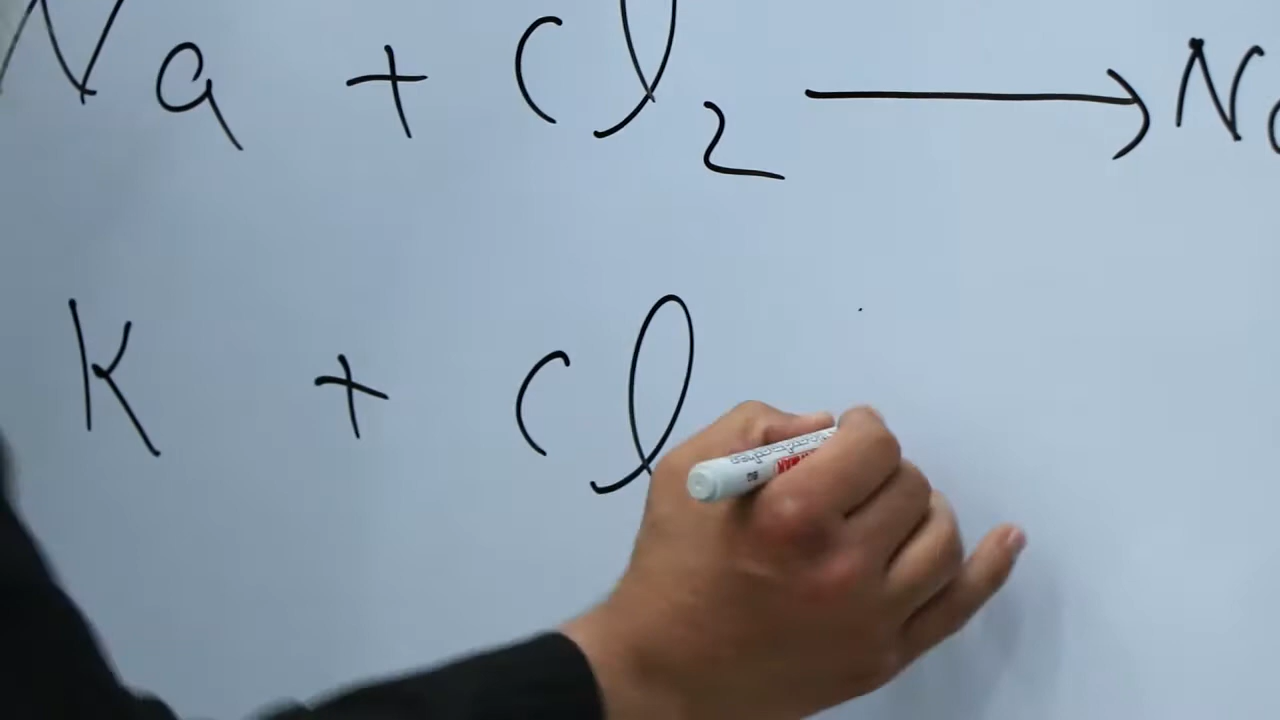 Na + Cl2 → Na
K + Cl